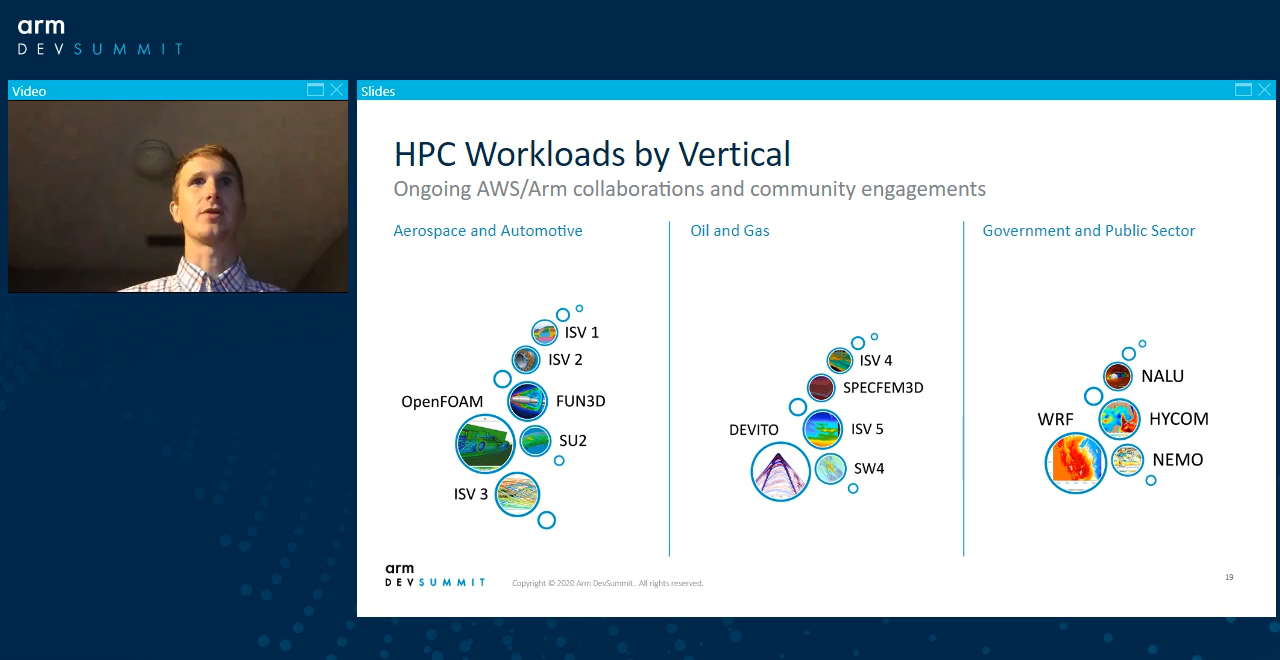 arm
DEVSUMMIT
Video
Slides
HPC Workloads by Vertical
Ongoing AWS/Arm collaborations and community engagements
Aerospace and Automotive
ISV 1
ISV 2
OpenFOAM
FUN3D
SU2
ISV 3
Oil and Gas
ISV 4
SPECFEM3D
DEVITO
ISV 5
SW4
Government and Public Sector
NALU
WRF
HYCOM
NEMO
arm
DEVSUMMIT
Copyright © 2020 Arm DevSummit. All rights reserved.
19